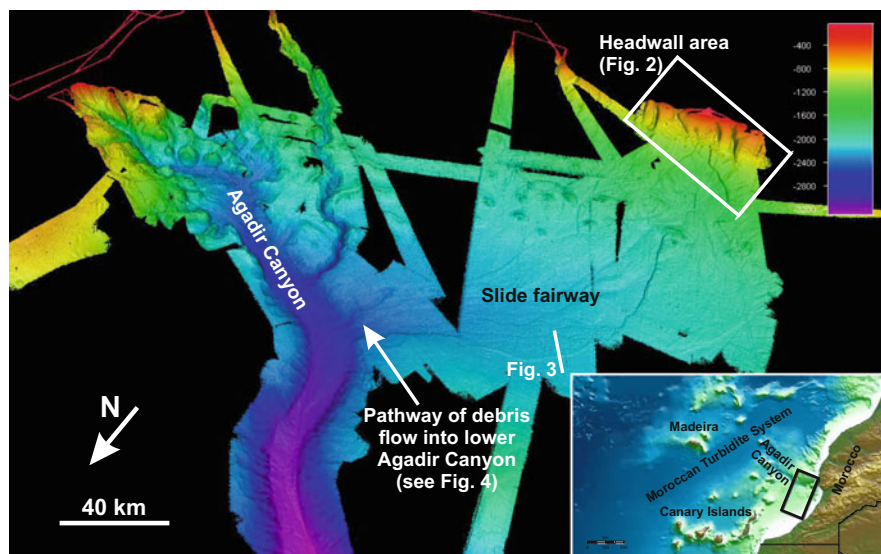 Headwall area
(Fig. 2)
-400
-800
-1200
-1600
-2000
-2400
-2800
-3200
Agadir Canyon
Slide fairway
Fig. 3
N
40 km
Pathway of debris
flow into lower
Agadir Canyon
(see Fig. 4)
Madeira
Moroccan Turbidite System
Agadir
Canyon
Morocco
Canary Islands